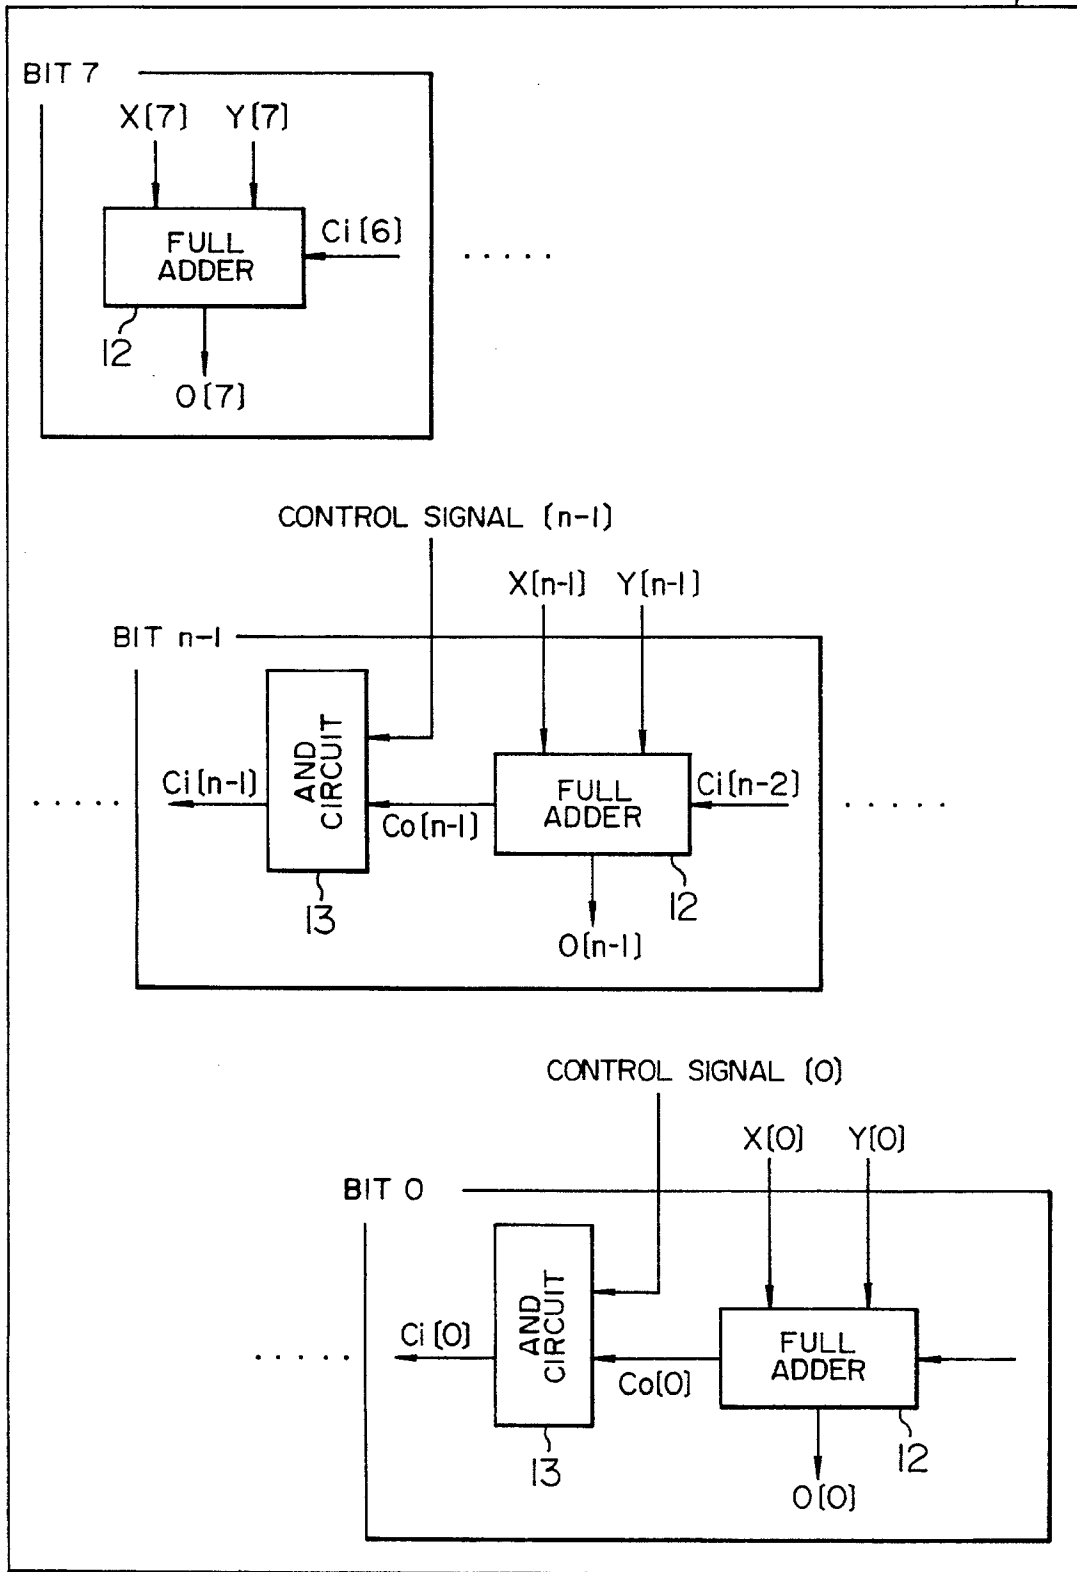 BIT 7
X[7] Y[7]
Ci[6]
FULL
ADDER
.....
12
O[7]
CONTROL SIGNAL [n-1]
X[n-1] Y[n-1]
BIT n-1
AND
CIRCUIT
Ci[n-1]
FULL
ADDER
Ci[n-2]
.....
.....
Co[n-1]
13
12
O[n-1]
CONTROL SIGNAL [0]
X[0] Y[0]
BIT 0
AND
CIRCUIT
Ci[0]
FULL
ADDER
.....
Co[0]
13
12
O[0]